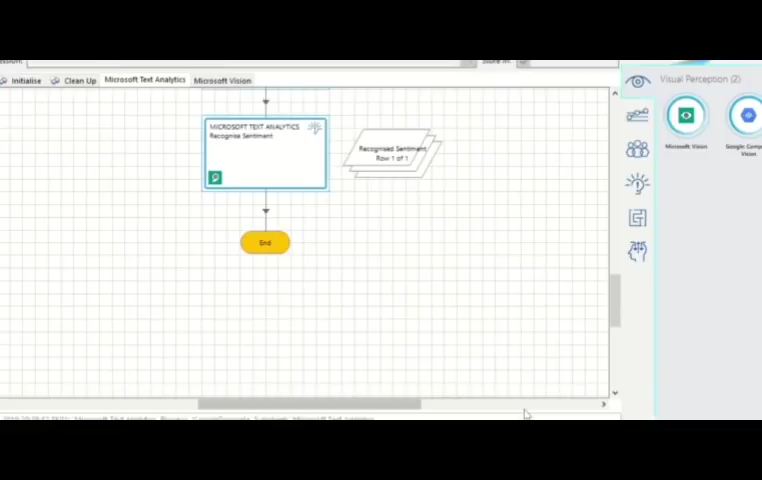 Initialise
Clean Up
Microsoft Text Analytics
Microsoft Vision
Visual Perception (2)
MICROSOFT TEXT ANALYTICS
Recognise Sentiment
Recognised Sentiment
Row 1 of 1
Microsoft Vision
Vision
End